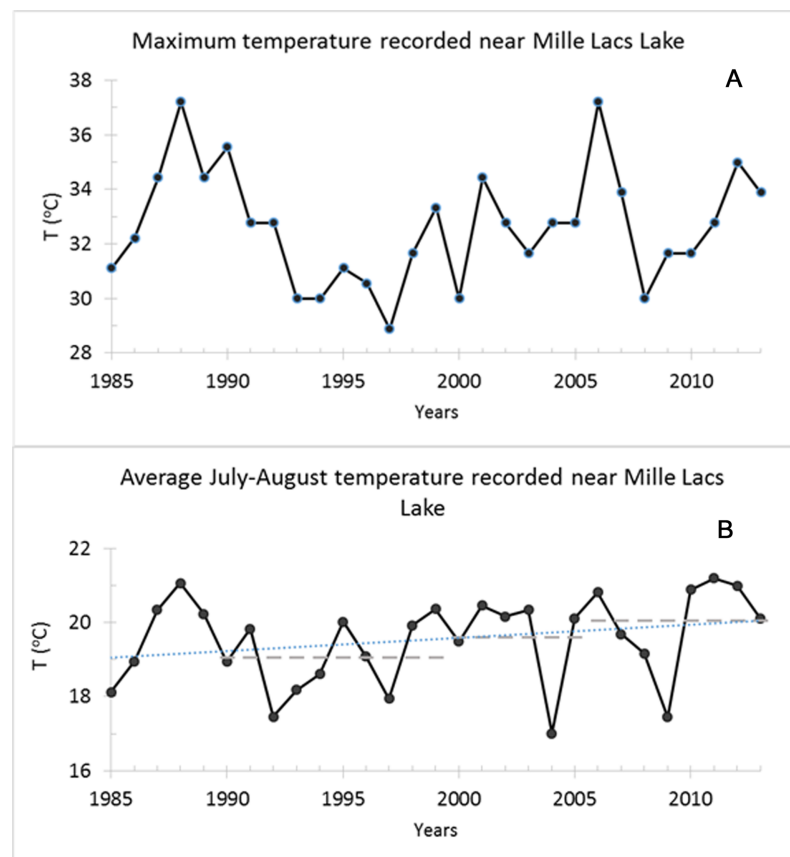 Maximum temperature recorded near Mille Lacs Lake
A
38
36
34
32
30
28
T (°C)
1985 1990 1995 2000 2005 2010
Years
Average July-August temperature recorded near Mille Lacs
Lake
B
22
20
18
16
T (°C)
1985 1990 1995 2000 2005 2010
Years